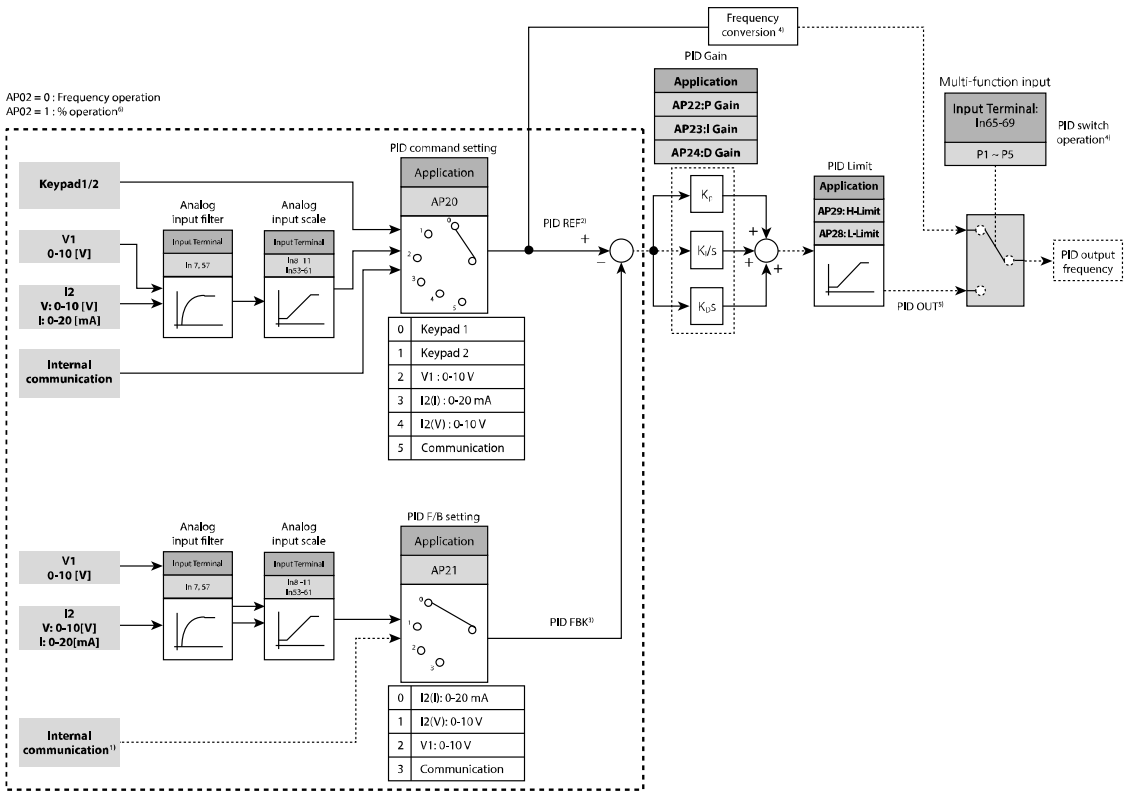 Frequency
conversion 4)
PID Gain
Application
AP22:P Gain
AP23:I Gain
AP24:D Gain
Multi-function input
Input Terminal:
In65-69
P1 ~ P5
PID switch
operation4)
AP02 = 0 : Frequency operation
AP02 = 1 : % operation6)
PID command setting
Application
AP20
Keypad1/2
Analog
input filter
Input Terminal
In 7, 57
Analog
input scale
Input Terminal
In8-11
In53-61
V1
0-10 [V]
I2
V: 0-10 [V]
I: 0-20 [mA]
Internal
communication
0
1
2
3
4
5
0 Keypad 1
1 Keypad 2
2 V1 : 0-10 V
3 I2(I) : 0-20 mA
4 I2(V) : 0-10 V
5 Communication
PID REF2)
+
−
KP
KI/s
KDs
+
+
+
PID Limit
Application
AP29: H-Limit
AP28: L-Limit
PID OUT5)
PID output
frequency
PID F/B setting
Application
AP21
Analog
input filter
Input Terminal
In 7, 57
Analog
input scale
Input Terminal
In8-11
In53-61
V1
0-10 [V]
I2
V: 0-10[V]
I: 0-20[mA]
Internal
communication1)
0
1
2
3
PID FBK3)
0 I2(I): 0-20 mA
1 I2(V): 0-10 V
2 V1: 0-10 V
3 Communication